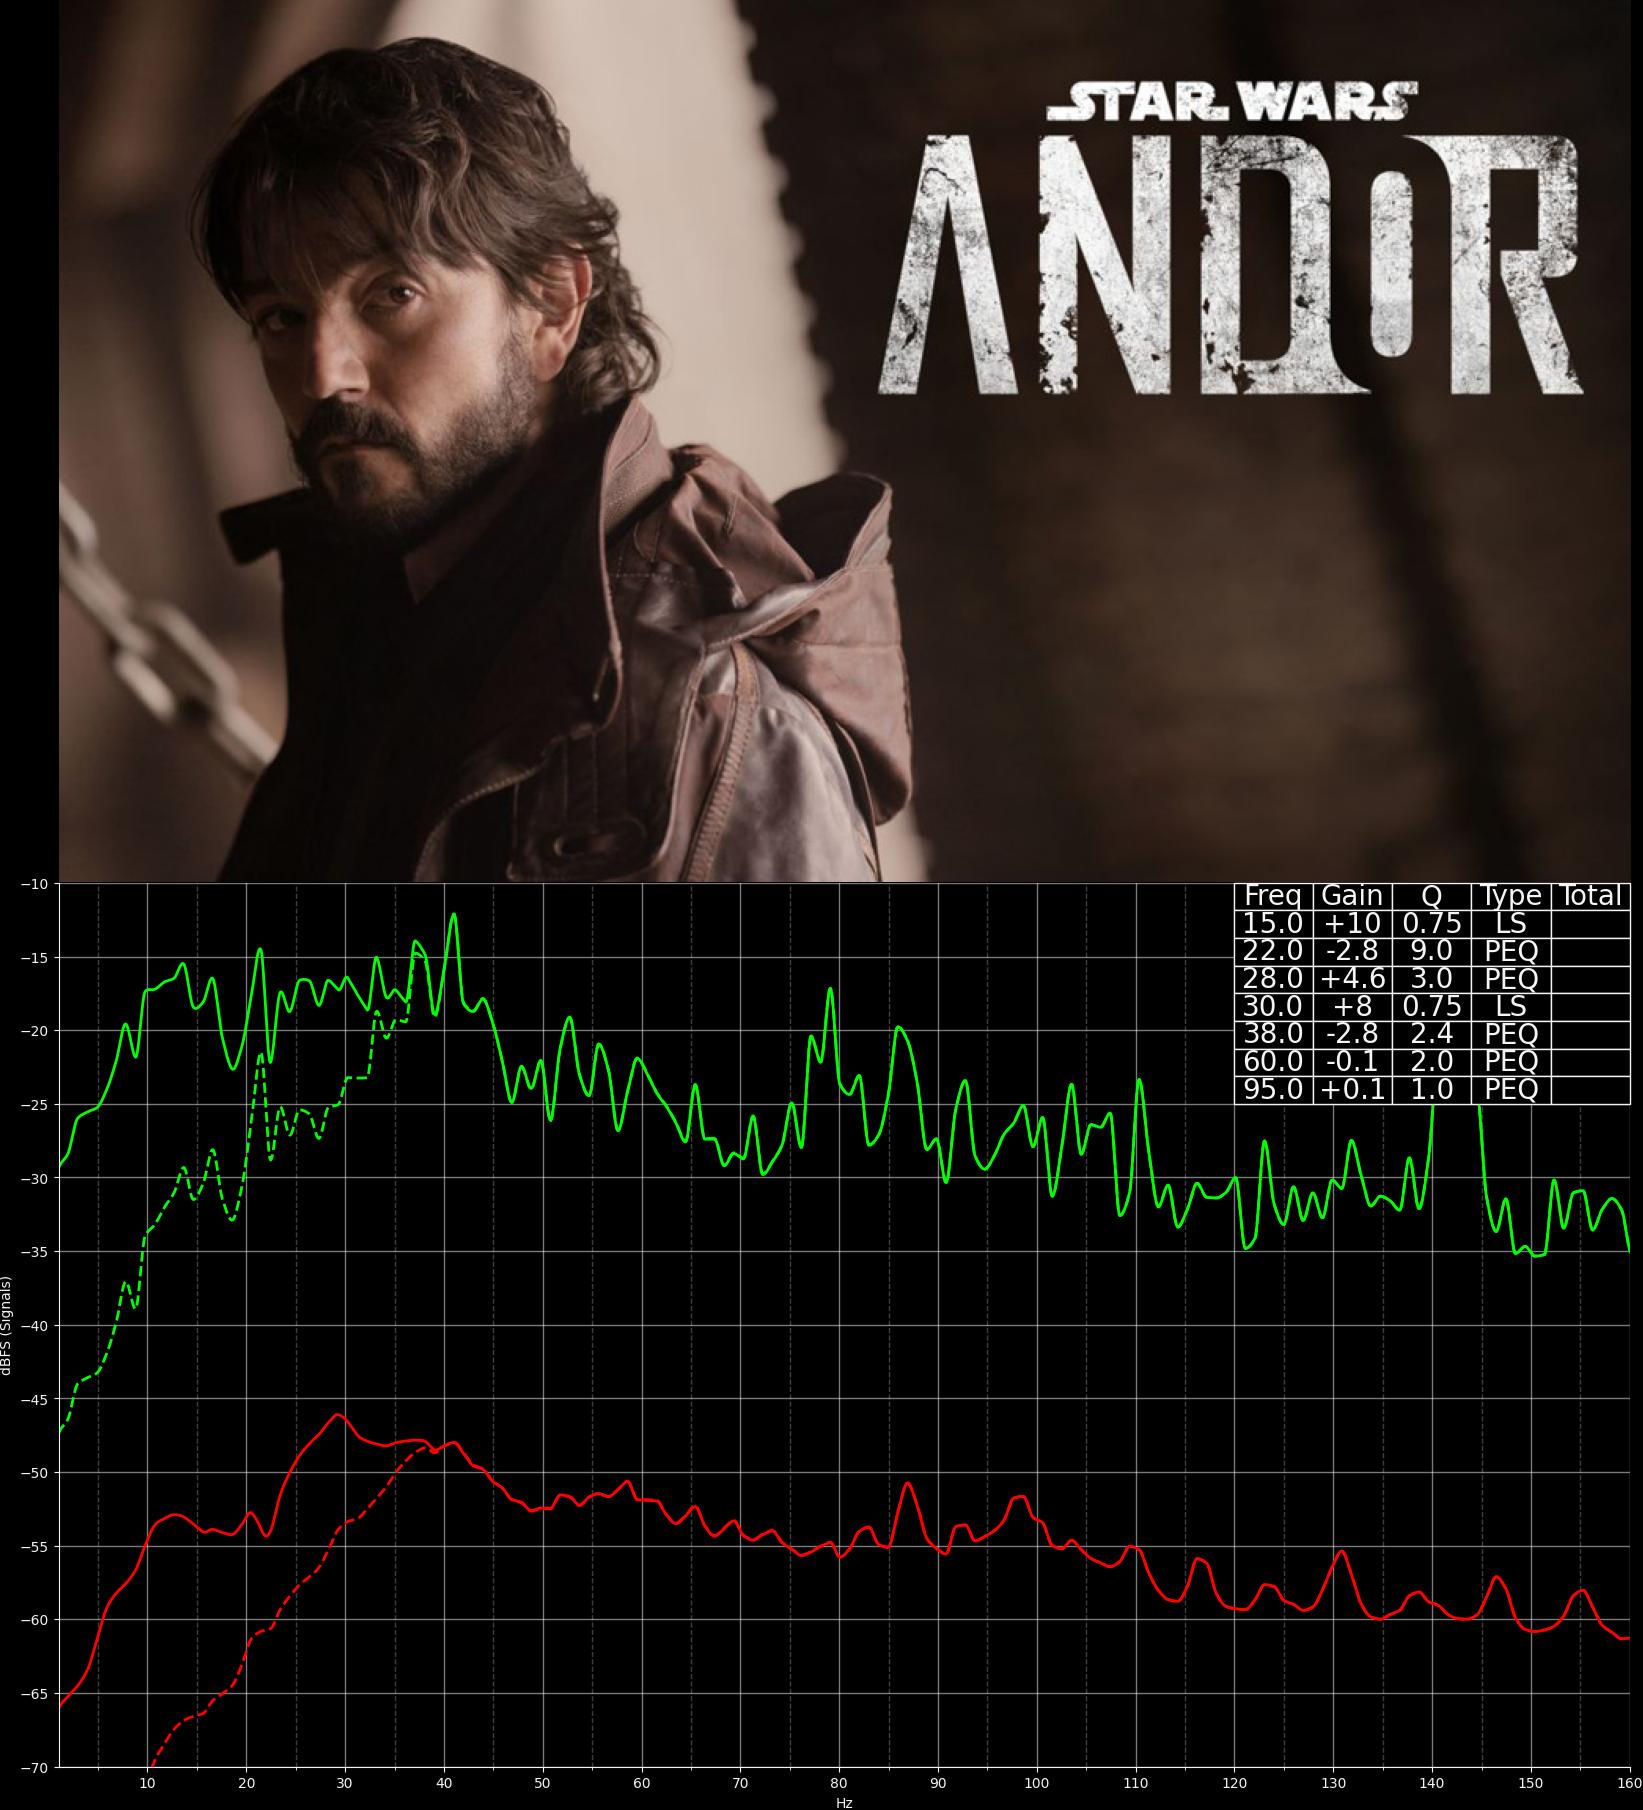 STAR WARS
ANDOR
Freq Gain Q Type Total
15.0 +10 0.75 LS
22.0 -2.8 9.0 PEQ
28.0 +4.6 3.0 PEQ
30.0 +8 0.75 LS
38.0 -2.8 2.4 PEQ
60.0 -0.1 2.0 PEQ
95.0 +0.1 1.0 PEQ
−10
−15
−20
−25
−30
−35
−40
−45
−50
−55
−60
−65
−70
dBFS (Signals)
10 20 30 40 50 60 70 80 90 100 110 120 130 140 150 160
Hz